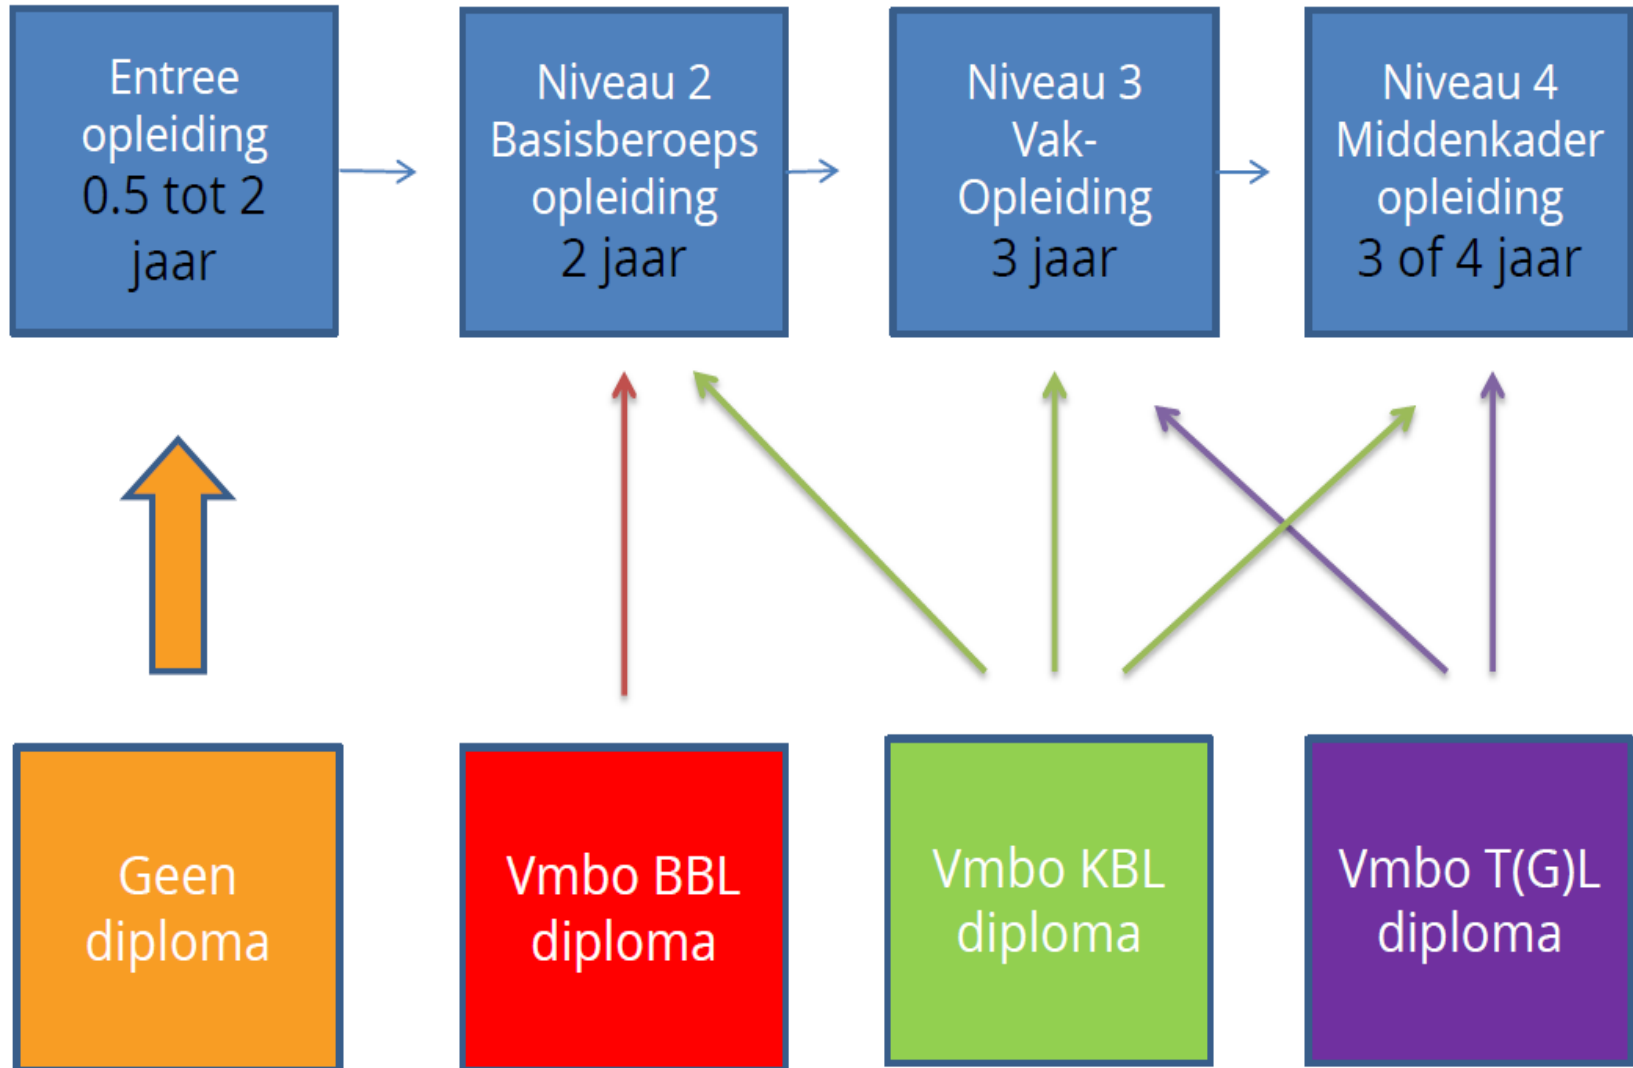 Entree
opleiding
0.5 tot 2
jaar
Niveau 2
Basisberoeps
opleiding
2 jaar
Niveau 3
Vak-
Opleiding
3 jaar
Niveau 4
Middenkader
opleiding
3 of 4 jaar
Geen
diploma
Vmbo BBL
diploma
Vmbo KBL
diploma
Vmbo T(G)L
diploma